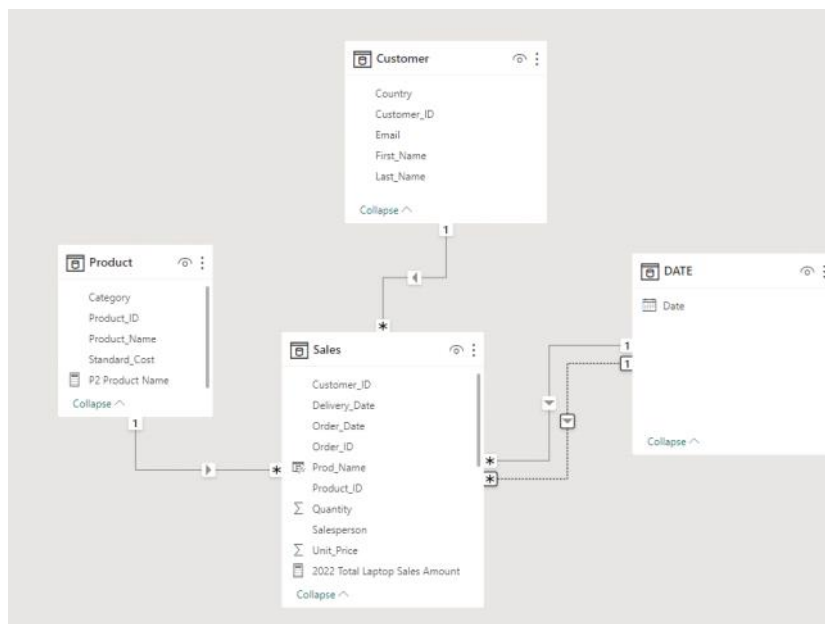 Customer
Country
Customer_ID
Email
First_Name
Last_Name
Collapse
1
Product
Category
Product_ID
Product_Name
Standard_Cost
P2 Product Name
Collapse
1
*
*
Sales
Customer_ID
Delivery_Date
Order_Date
Order_ID
Prod_Name
Product_ID
Σ Quantity
Salesperson
Σ Unit_Price
2022 Total Laptop Sales Amount
Collapse
*
*
DATE
Date
1
1
Collapse